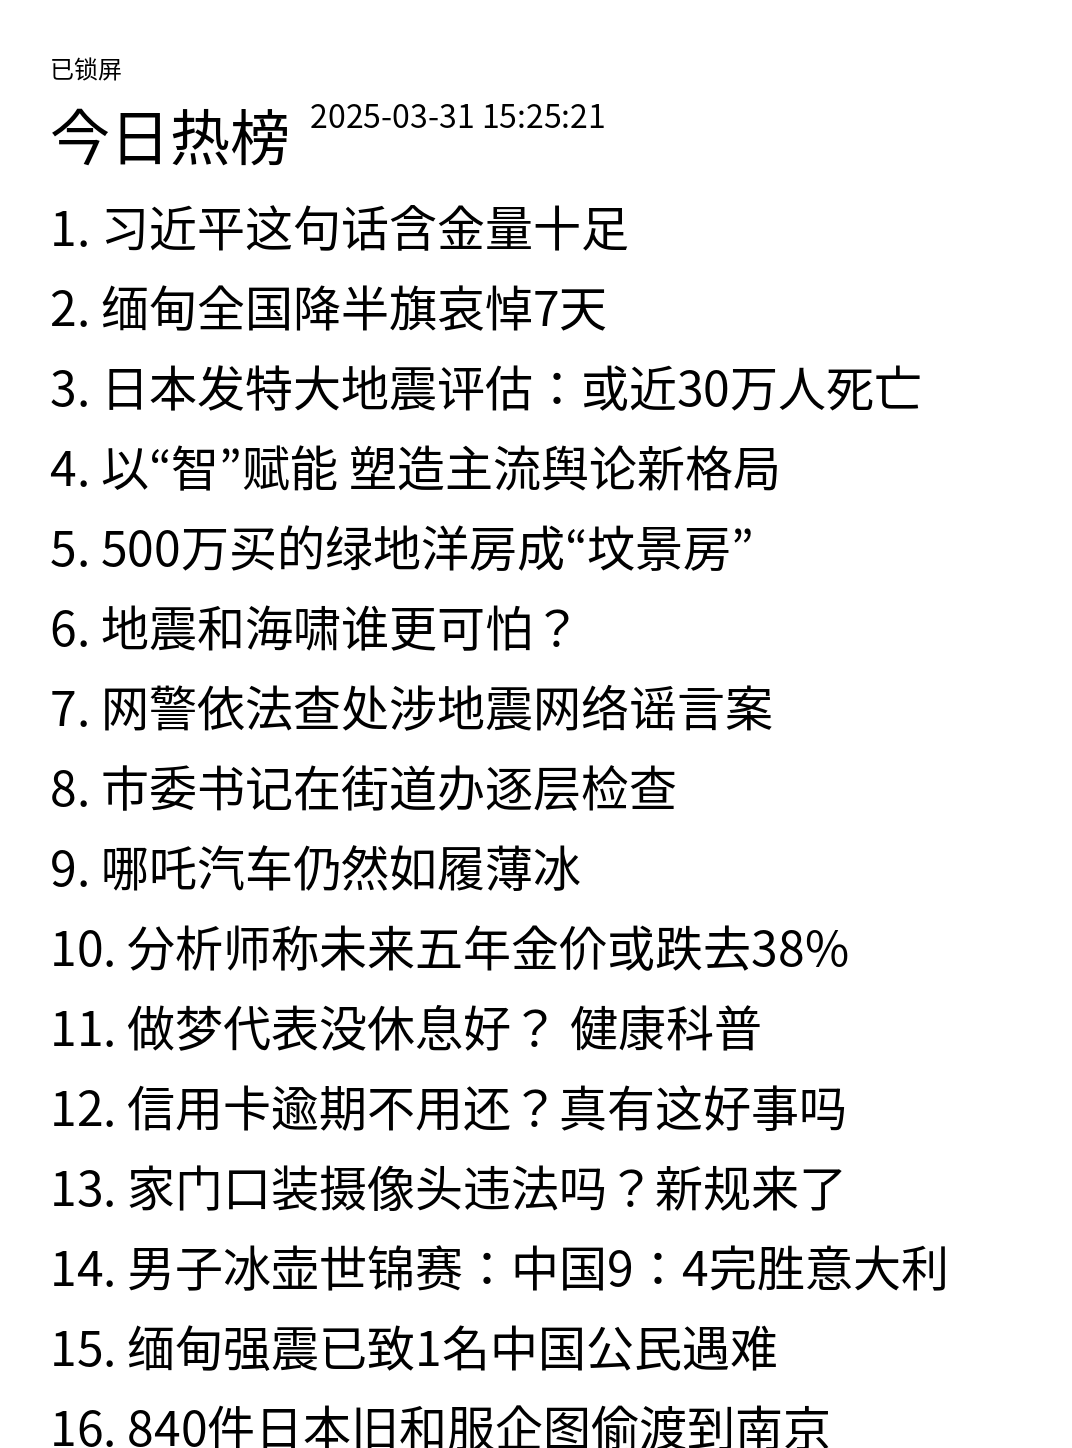 已锁屏
今日热榜 2025-03-31 15:25:21
1. 习近平这句话含金量十足
2. 缅甸全国降半旗哀悼7天
3. 日本发特大地震评估：或近30万人死亡
4. 以“智”赋能 塑造主流舆论新格局
5. 500万买的绿地洋房成“坟景房”
6. 地震和海啸谁更可怕？
7. 网警依法查处涉地震网络谣言案
8. 市委书记在街道办逐层检查
9. 哪吒汽车仍然如履薄冰
10. 分析师称未来五年金价或跌去38%
11. 做梦代表没休息好？ 健康科普
12. 信用卡逾期不用还？真有这好事吗
13. 家门口装摄像头违法吗？新规来了
14. 男子冰壶世锦赛：中国9：4完胜意大利
15. 缅甸强震已致1名中国公民遇难
16. 840件日本旧和服企图偷渡到南京